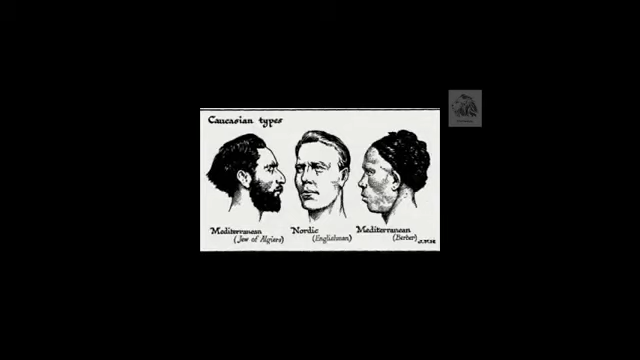 Caucasian types
Mediterranean
(Jew of Algiers)
Nordic
(Englishman)
Mediterranean
(Berber)